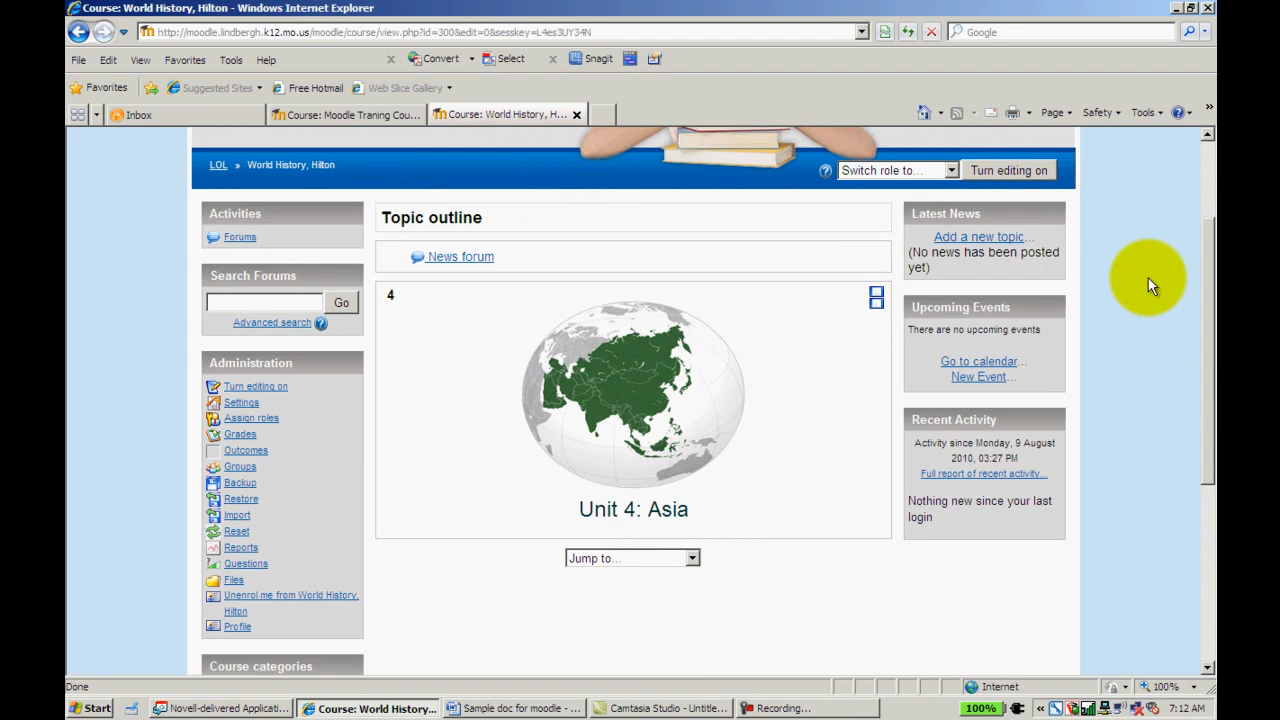 Course: World History, Hilton - Windows Internet Explorer
http://moodle.lindbergh.k12.mo.us/moodle/course/view.php?id=300&edit=0&sesskey=L4es3UY34N
Google
File Edit View Favorites Tools Help
Convert Select Snagit
Favorites Suggested Sites Free Hotmail Web Slice Gallery
Inbox Course: Moodle Traning Cou... Course: World History, H...
Page Safety Tools
LOL » World History, Hilton
Switch role to... Turn editing on
Activities
Forums
Search Forums
Go
Advanced search
Administration
Turn editing on
Settings
Assign roles
Grades
Outcomes
Groups
Backup
Restore
Import
Reset
Reports
Questions
Files
Unenrol me from World History,
Hilton
Profile
Course categories
Topic outline
News forum
4
Unit 4: Asia
Jump to...
Latest News
Add a new topic...
(No news has been posted
yet)
Upcoming Events
There are no upcoming events
Go to calendar...
New Event...
Recent Activity
Activity since Monday, 9 August
2010, 03:27 PM
Full report of recent activity...
Nothing new since your last
login
Done Internet 100%
Start Novell-delivered Applicati... Course: World History... Sample doc for moodle - ... Camtasia Studio - Untitle... Recording... 100% 7:12 AM